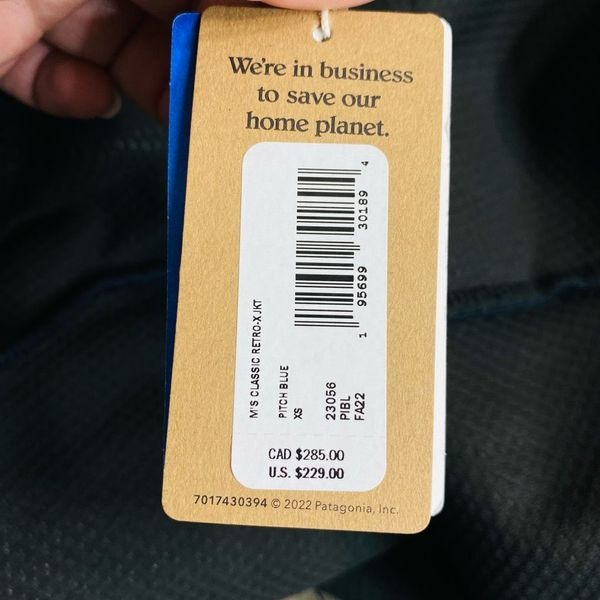 We're in business
to save our
home planet.
M'S CLASSIC RETRO-X JKT
PITCH BLUE
XS
23056
PIBL
FA22
1 95699 30189 4
CAD $285.00
U.S. $229.00
7017430394 © 2022 Patagonia, Inc.